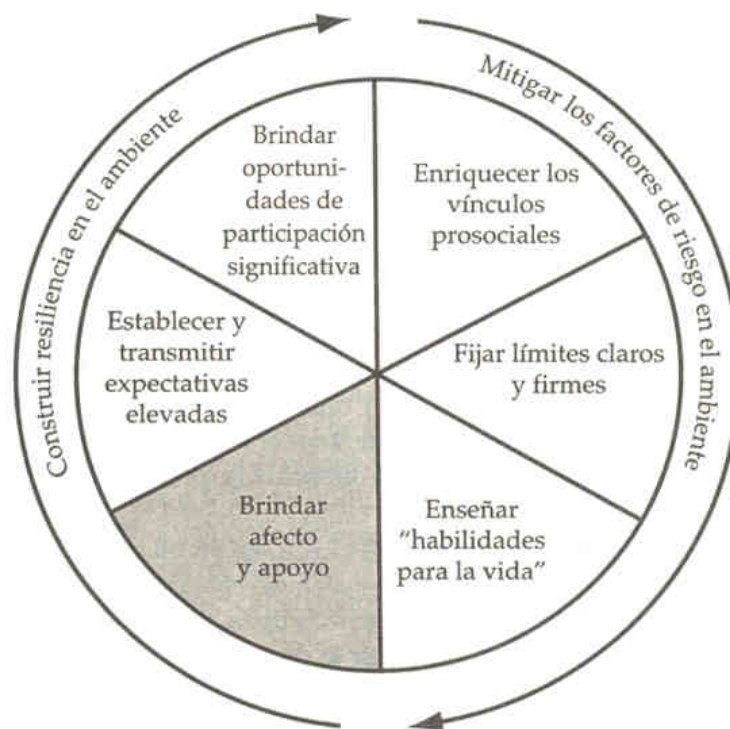 Construir resiliencia en el ambiente
Mitigar los factores de riesgo en el ambiente
Brindar
oportuni-
dades de
participación
significativa
Enriquecer los
vínculos
prosociales
Establecer y
transmitir
expectativas
elevadas
Fijar límites claros
y firmes
Brindar
afecto
y apoyo
Enseñar
"habilidades
para la vida"